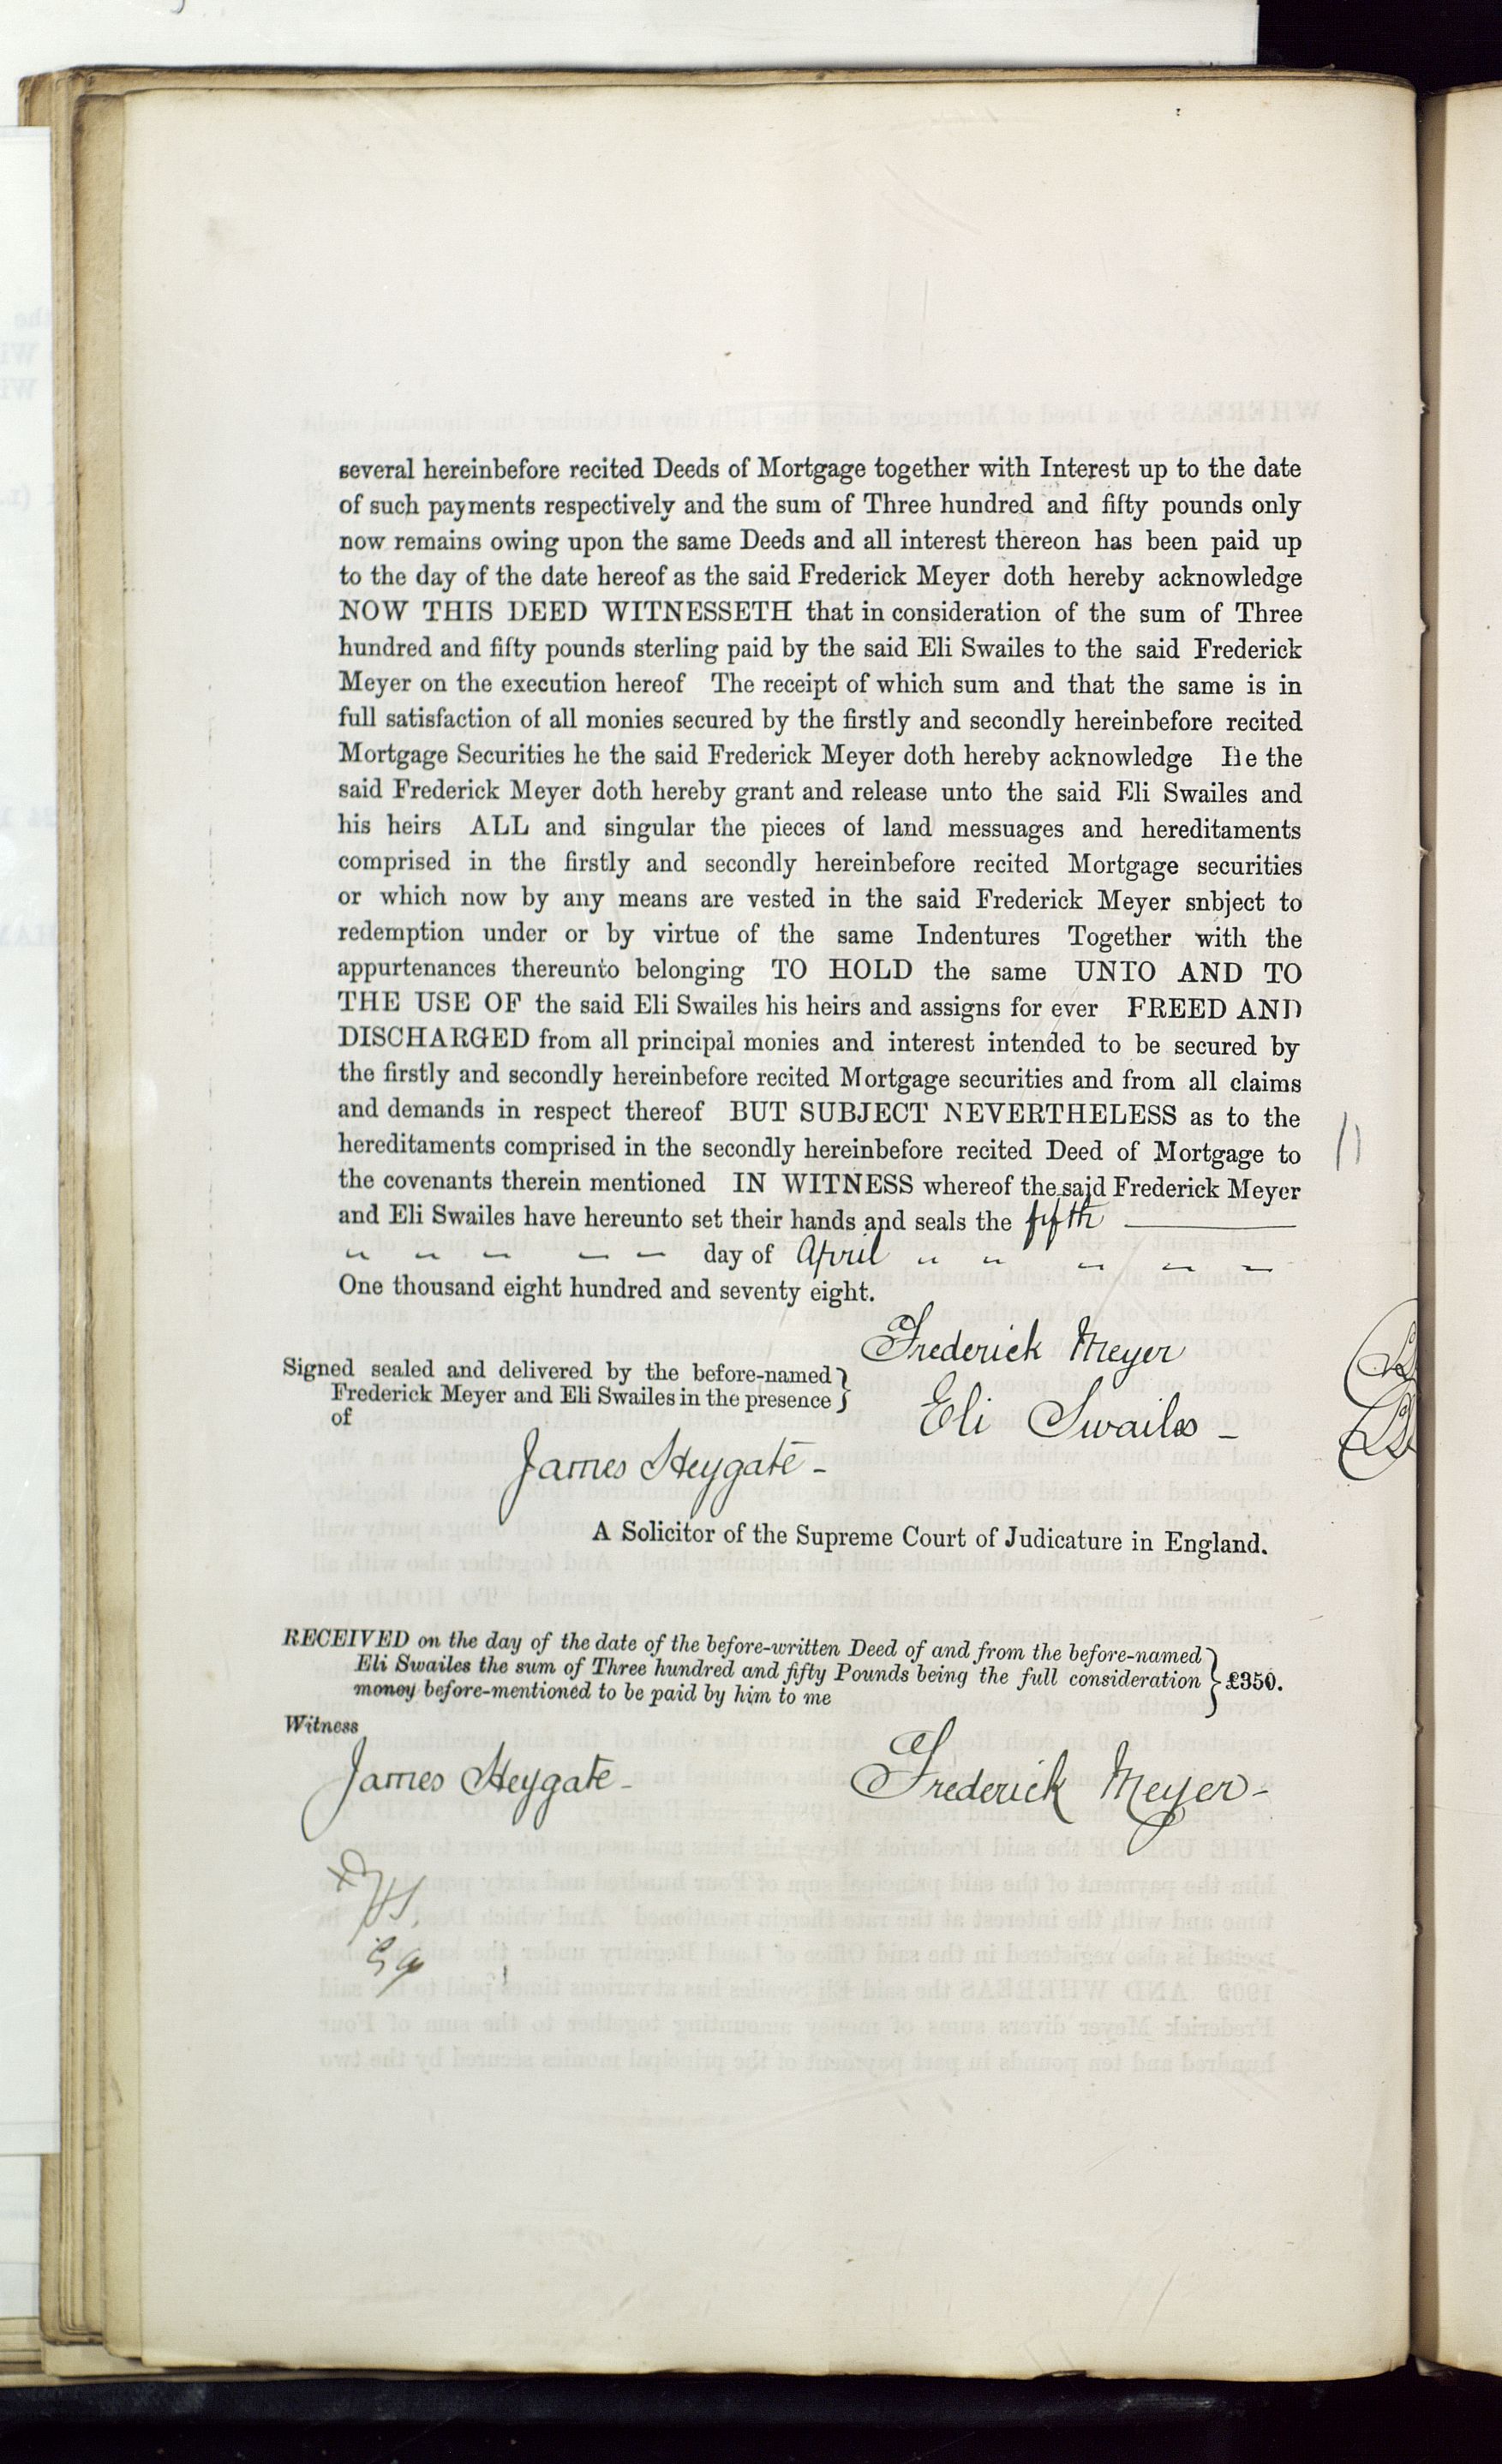 several hereinbefore recited Deeds of Mortgage together with Interest up to the date
of such payments respectively and the sum of Three hundred and fifty pounds only
now remains owing upon the same Deeds and all interest thereon has been paid up
to the day of the date hereof as the said Frederick Meyer doth hereby acknowledge
NOW THIS DEED WITNESSETH that in consideration of the sum of Three
hundred and fifty pounds sterling paid by the said Eli Swailes to the said Frederick
Meyer on the execution hereof The receipt of which sum and that the same is in
full satisfaction of all monies secured by the firstly and secondly hereinbefore recited
Mortgage Securities he the said Frederick Meyer doth hereby acknowledge He the
said Frederick Meyer doth hereby grant and release unto the said Eli Swailes and
his heirs ALL and singular the pieces of land messuages and hereditaments
comprised in the firstly and secondly hereinbefore recited Mortgage securities
or which now by any means are vested in the said Frederick Meyer snbject to
redemption under or by virtue of the same Indentures Together with the
appurtenances thereunto belonging TO HOLD the same UNTO AND TO
THE USE OF the said Eli Swailes his heirs and assigns for ever FREED AND
DISCHARGED from all principal monies and interest intended to be secured by
the firstly and secondly hereinbefore recited Mortgage securities and from all claims
and demands in respect thereof BUT SUBJECT NEVERTHELESS as to the
hereditaments comprised in the secondly hereinbefore recited Deed of Mortgage to
the covenants therein mentioned IN WITNESS whereof the said Frederick Meyer
and Eli Swailes have hereunto set their hands and seals the fifth
day of April
One thousand eight hundred and seventy eight.
Frederick Meyer
Signed sealed and delivered by the before-named
Frederick Meyer and Eli Swailes in the presence
of
Eli Swailes
James Heygate
A Solicitor of the Supreme Court of Judicature in England.
RECEIVED on the day of the date of the before-written Deed of and from the before-named
Eli Swailes the sum of Three hundred and fifty Pounds being the full consideration £350.
money before-mentioned to be paid by him to me
Witness
James Heygate
Frederick Meyer